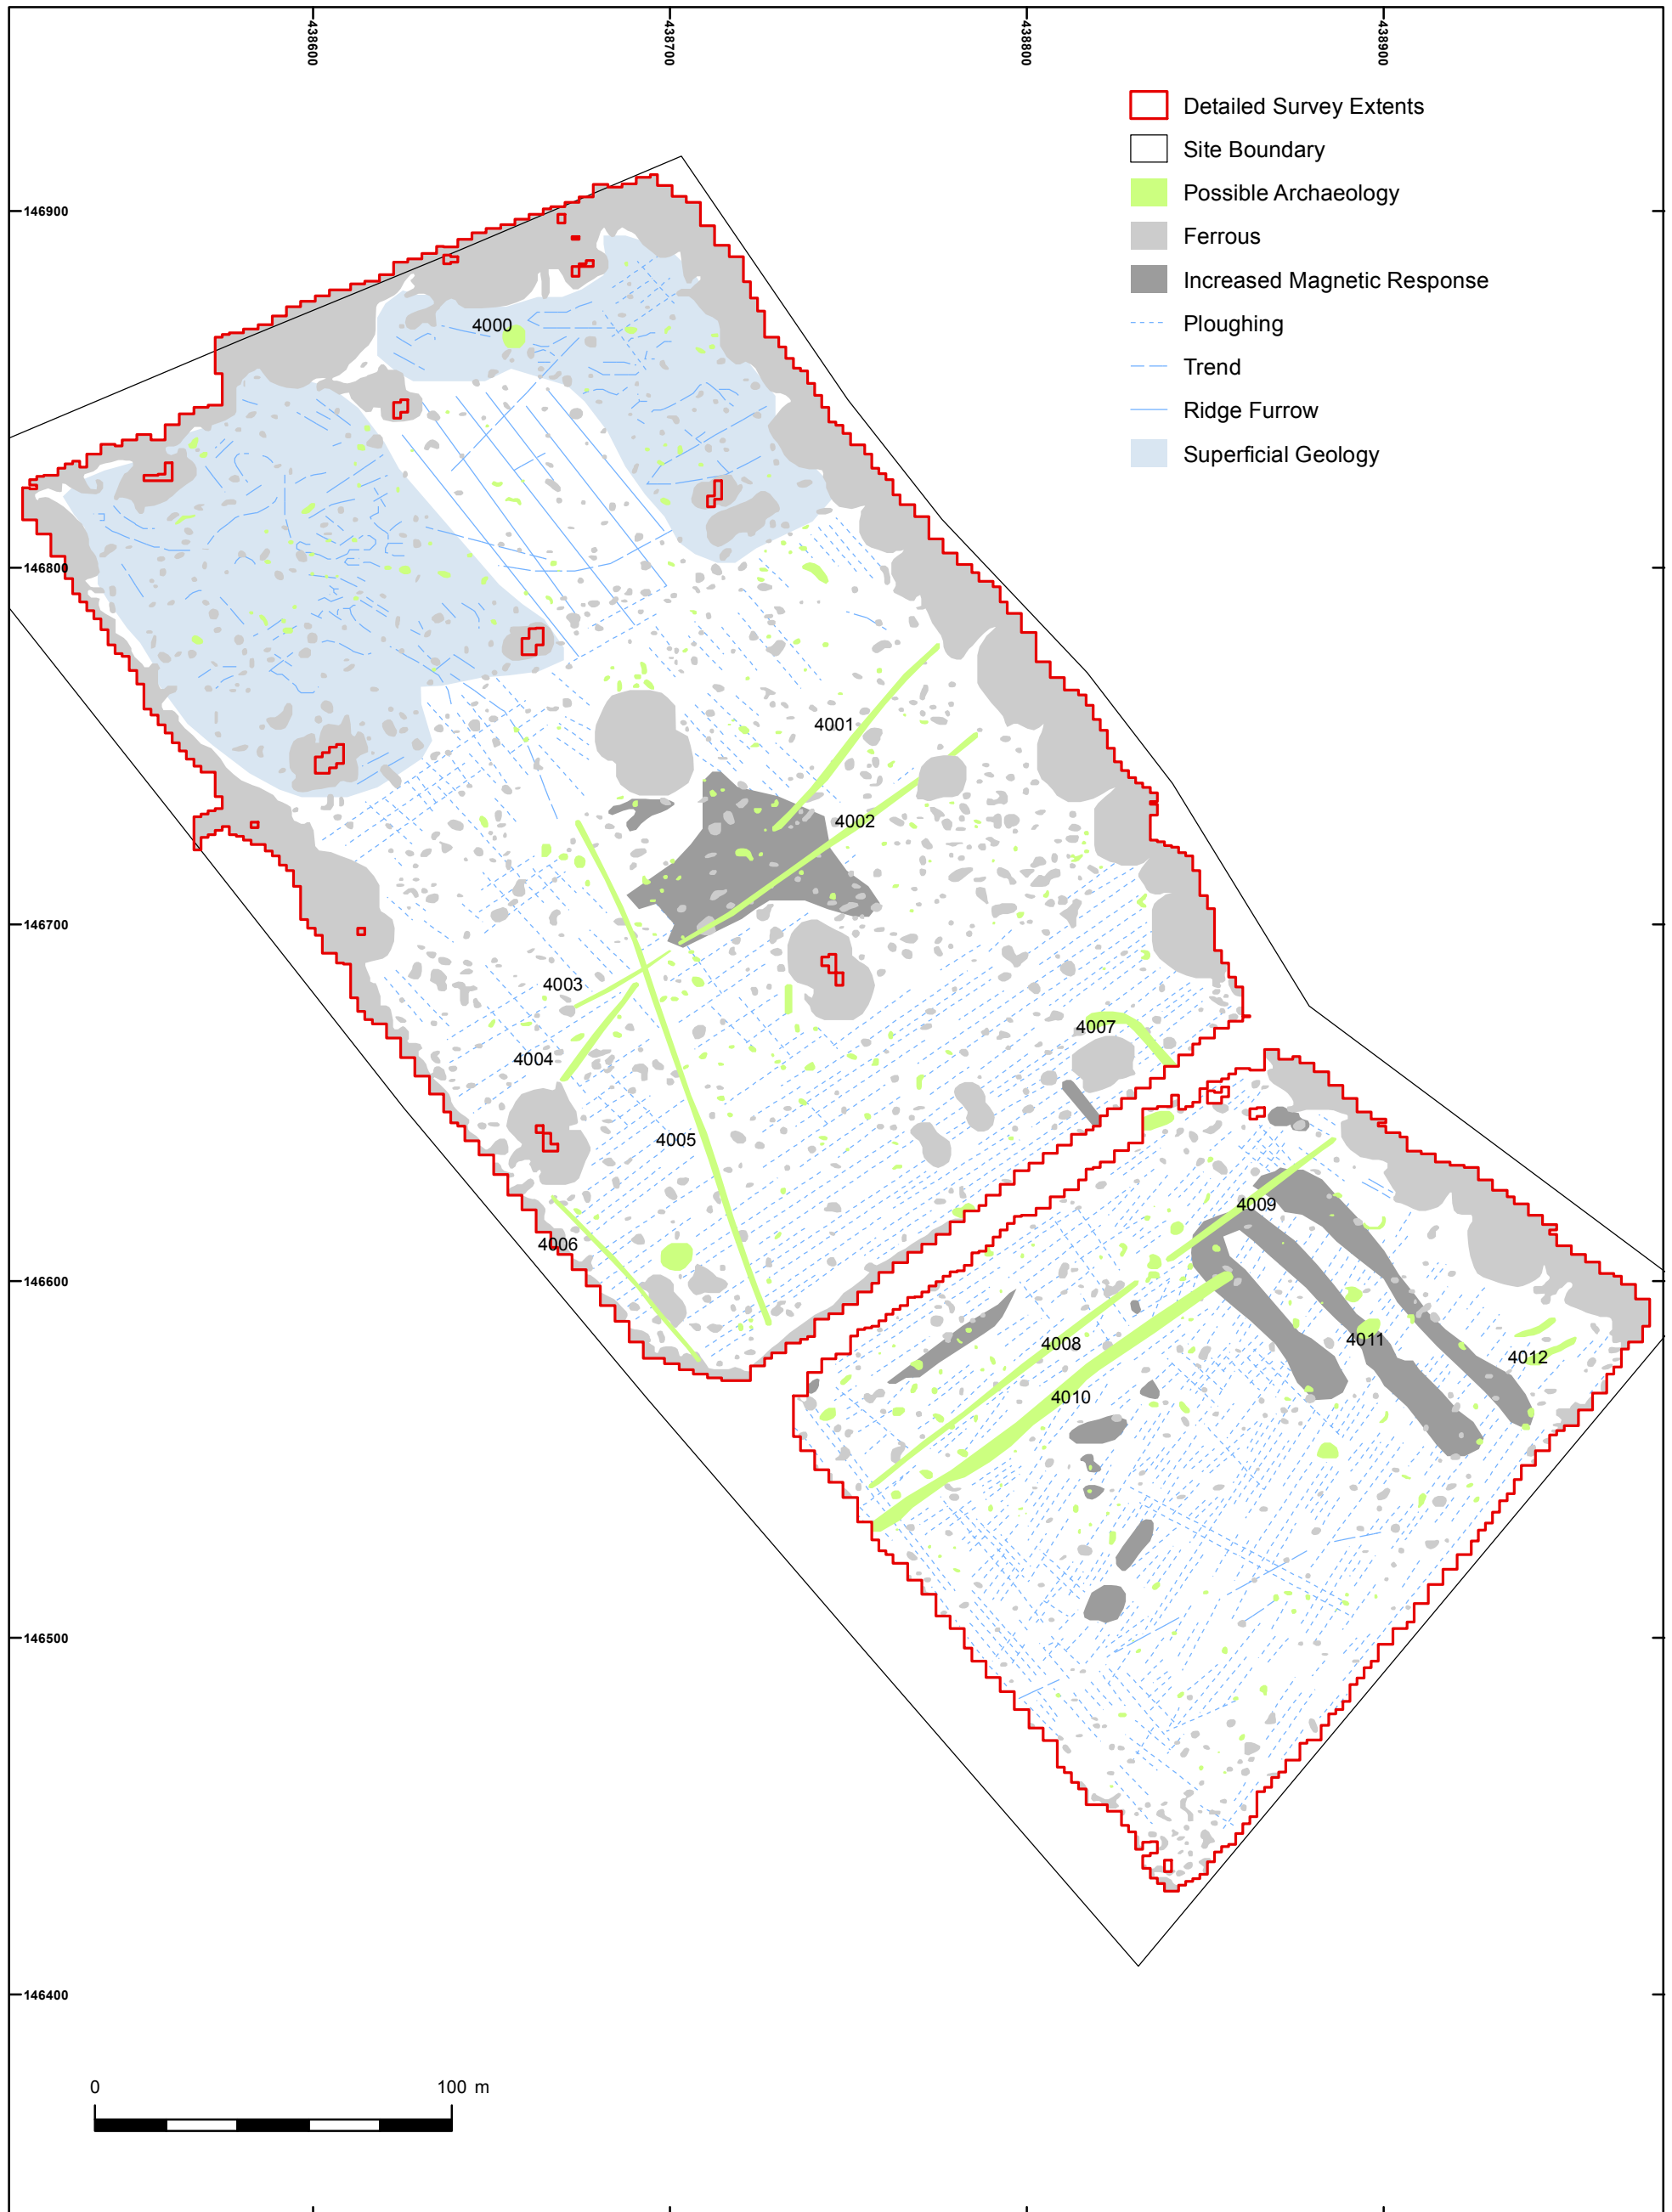 438600
438700
438800
438900
Detailed Survey Extents
Site Boundary
Possible Archaeology
Ferrous
Increased Magnetic Response
Ploughing
Trend
Ridge Furrow
Superficial Geology
146900
4000
146800
4001
4002
146700
4003
4007
4004
4005
4009
4006
146600
4008
4011
4012
4010
146500
146400
0 100 m